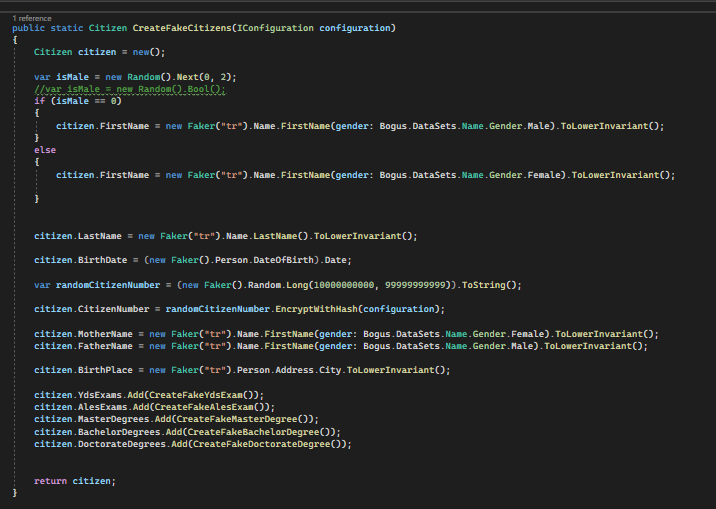 1 reference
public static Citizen CreateFakeCitizens(IConfiguration configuration)
{
Citizen citizen = new();
var isMale = new Random().Next(0, 2);
//var isMale = new Random().Bool();
if (isMale == 0)
{
citizen.FirstName = new Faker("tr").Name.FirstName(gender: Bogus.DataSets.Name.Gender.Male).ToLowerInvariant();
}
else
{
citizen.FirstName = new Faker("tr").Name.FirstName(gender: Bogus.DataSets.Name.Gender.Female).ToLowerInvariant();
}
citizen.LastName = new Faker("tr").Name.LastName().ToLowerInvariant();
citizen.BirthDate = (new Faker().Person.DateOfBirth).Date;
var randomCitizenNumber = (new Faker().Random.Long(10000000000, 99999999999)).ToString();
citizen.CitizenNumber = randomCitizenNumber.EncryptWithHash(configuration);
citizen.MotherName = new Faker("tr").Name.FirstName(gender: Bogus.DataSets.Name.Gender.Female).ToLowerInvariant();
citizen.FatherName = new Faker("tr").Name.FirstName(gender: Bogus.DataSets.Name.Gender.Male).ToLowerInvariant();
citizen.BirthPlace = new Faker("tr").Person.Address.City.ToLowerInvariant();
citizen.YdsExams.Add(CreateFakeYdsExam());
citizen.AlesExams.Add(CreateFakeAlesExam());
citizen.MasterDegrees.Add(CreateFakeMasterDegree());
citizen.BachelorDegrees.Add(CreateFakeBachelorDegree());
citizen.DoctorateDegrees.Add(CreateFakeDoctorateDegree());
return citizen;
}